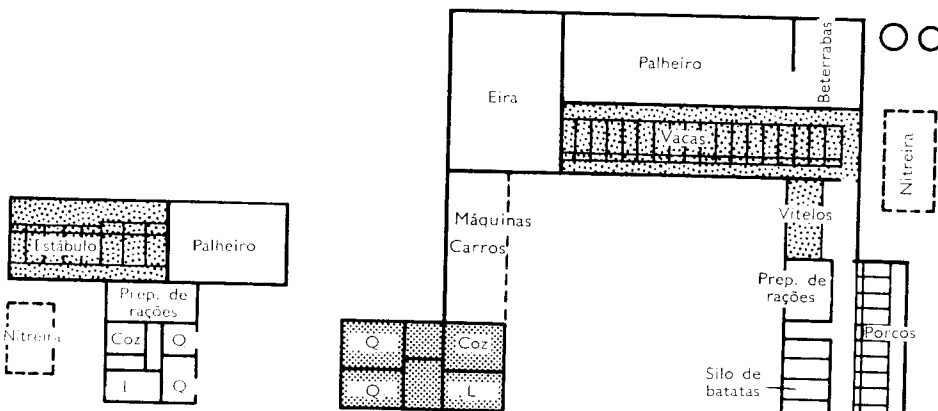 Estábulo
Palheiro
Prep. de
rações
Nitreira
Coz
Q
L
Q
Eira
Palheiro
Beterrabas
Vacas
Nitreira
Máquinas
Carros
Vitelos
Prep. de
rações
Porcos
Silo de
batatas
Q
Coz
Q
L